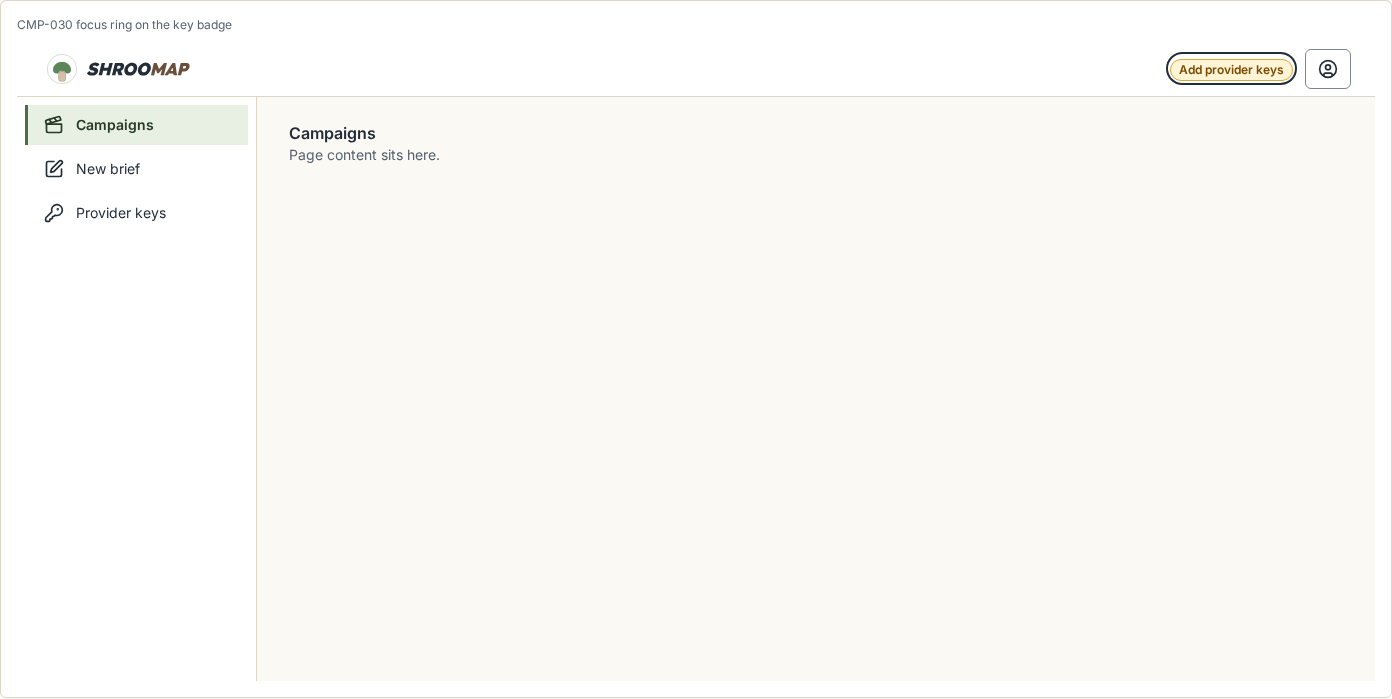 CMP-030 focus ring on the key badge
SHROOMAP
Add provider keys
Campaigns
New brief
Provider keys
Campaigns
Page content sits here.